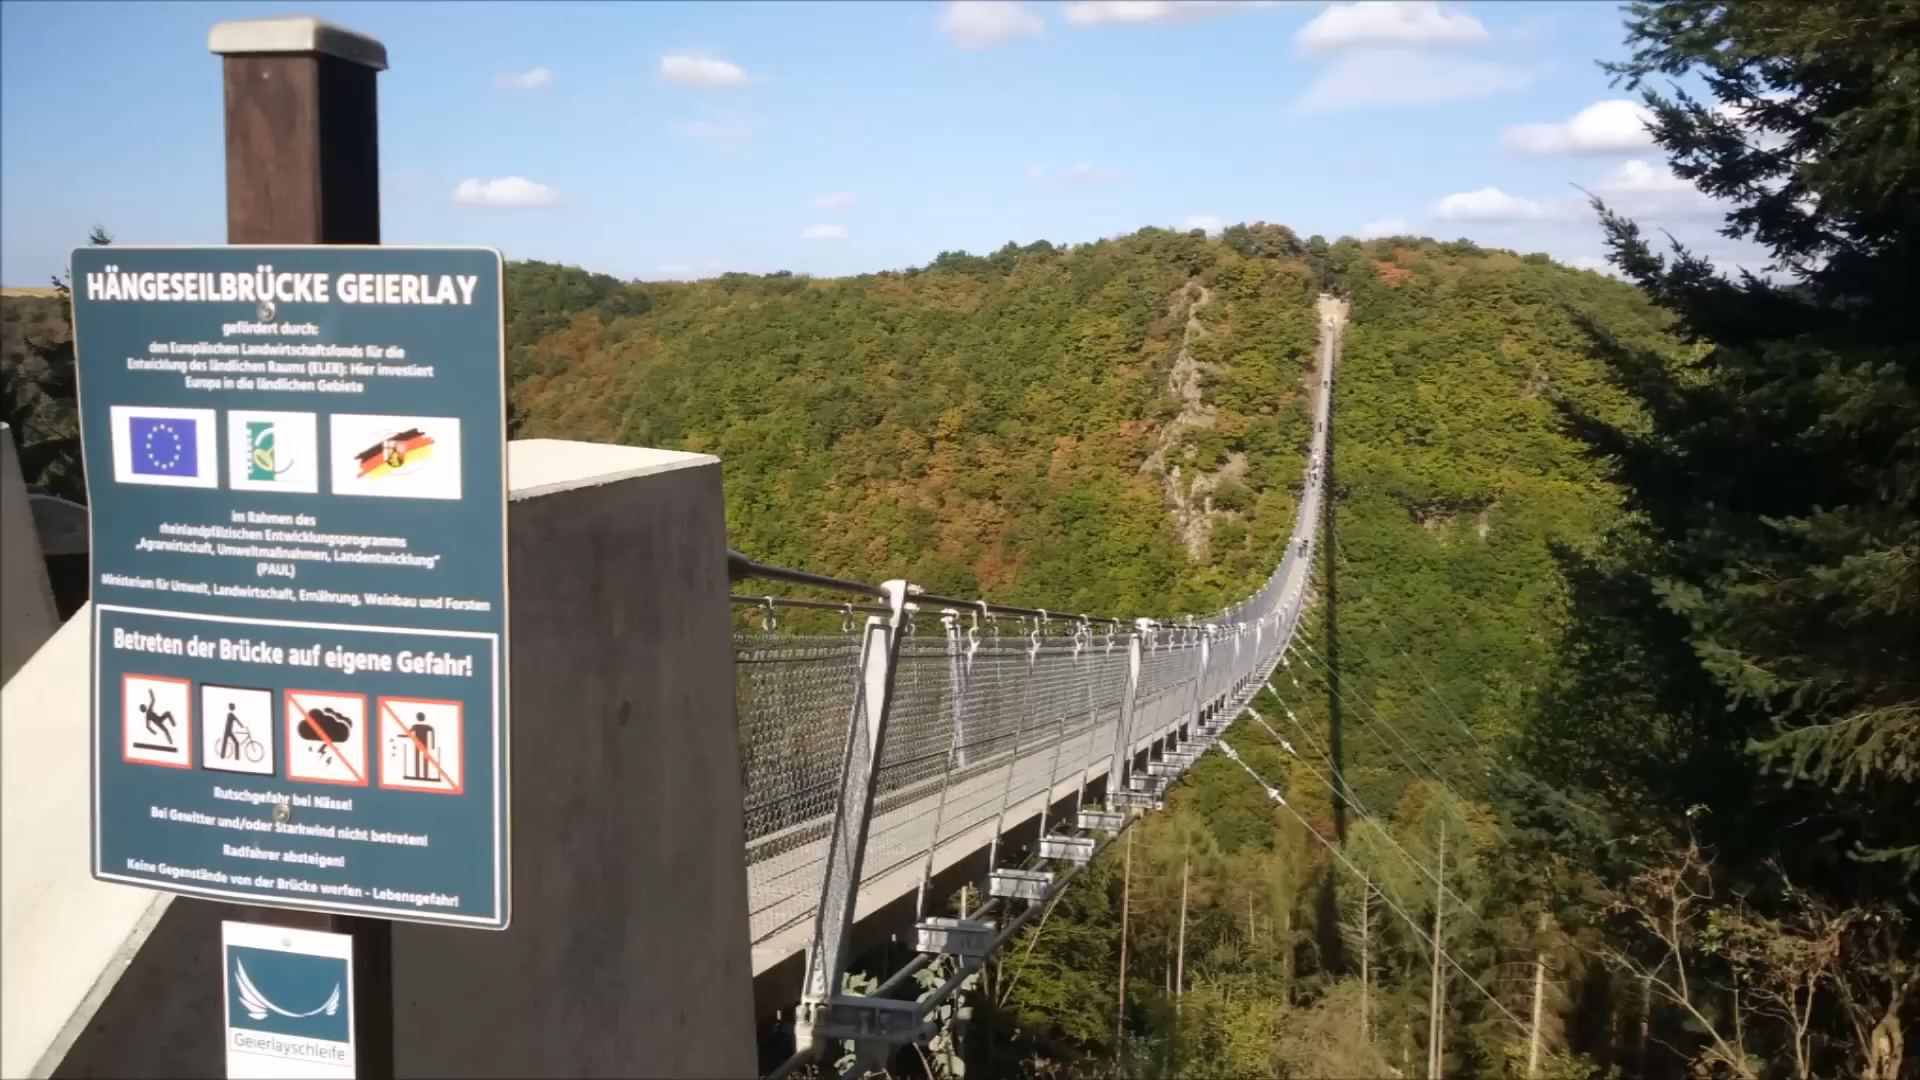 HÄNGESEILBRÜCKE GEIERLAY
gefördert durch:
den Europäischen Landwirtschaftsfonds für die
Entwicklung des ländlichen Raums (ELER): Hier investiert
Europa in die ländlichen Gebiete
im Rahmen des
rheinlandpfälzischen Entwicklungsprogramms
„Agrarwirtschaft, Umweltmaßnahmen, Landentwicklung“
(PAUL)
Ministerium für Umwelt, Landwirtschaft, Ernährung, Weinbau und Forsten
Betreten der Brücke auf eigene Gefahr!
Rutschgefahr bei Nässe!
Bei Gewitter und/oder Starkwind nicht betreten!
Radfahrer absteigen!
Keine Gegenstände von der Brücke werfen - Lebensgefahr!
Geierlayschleife